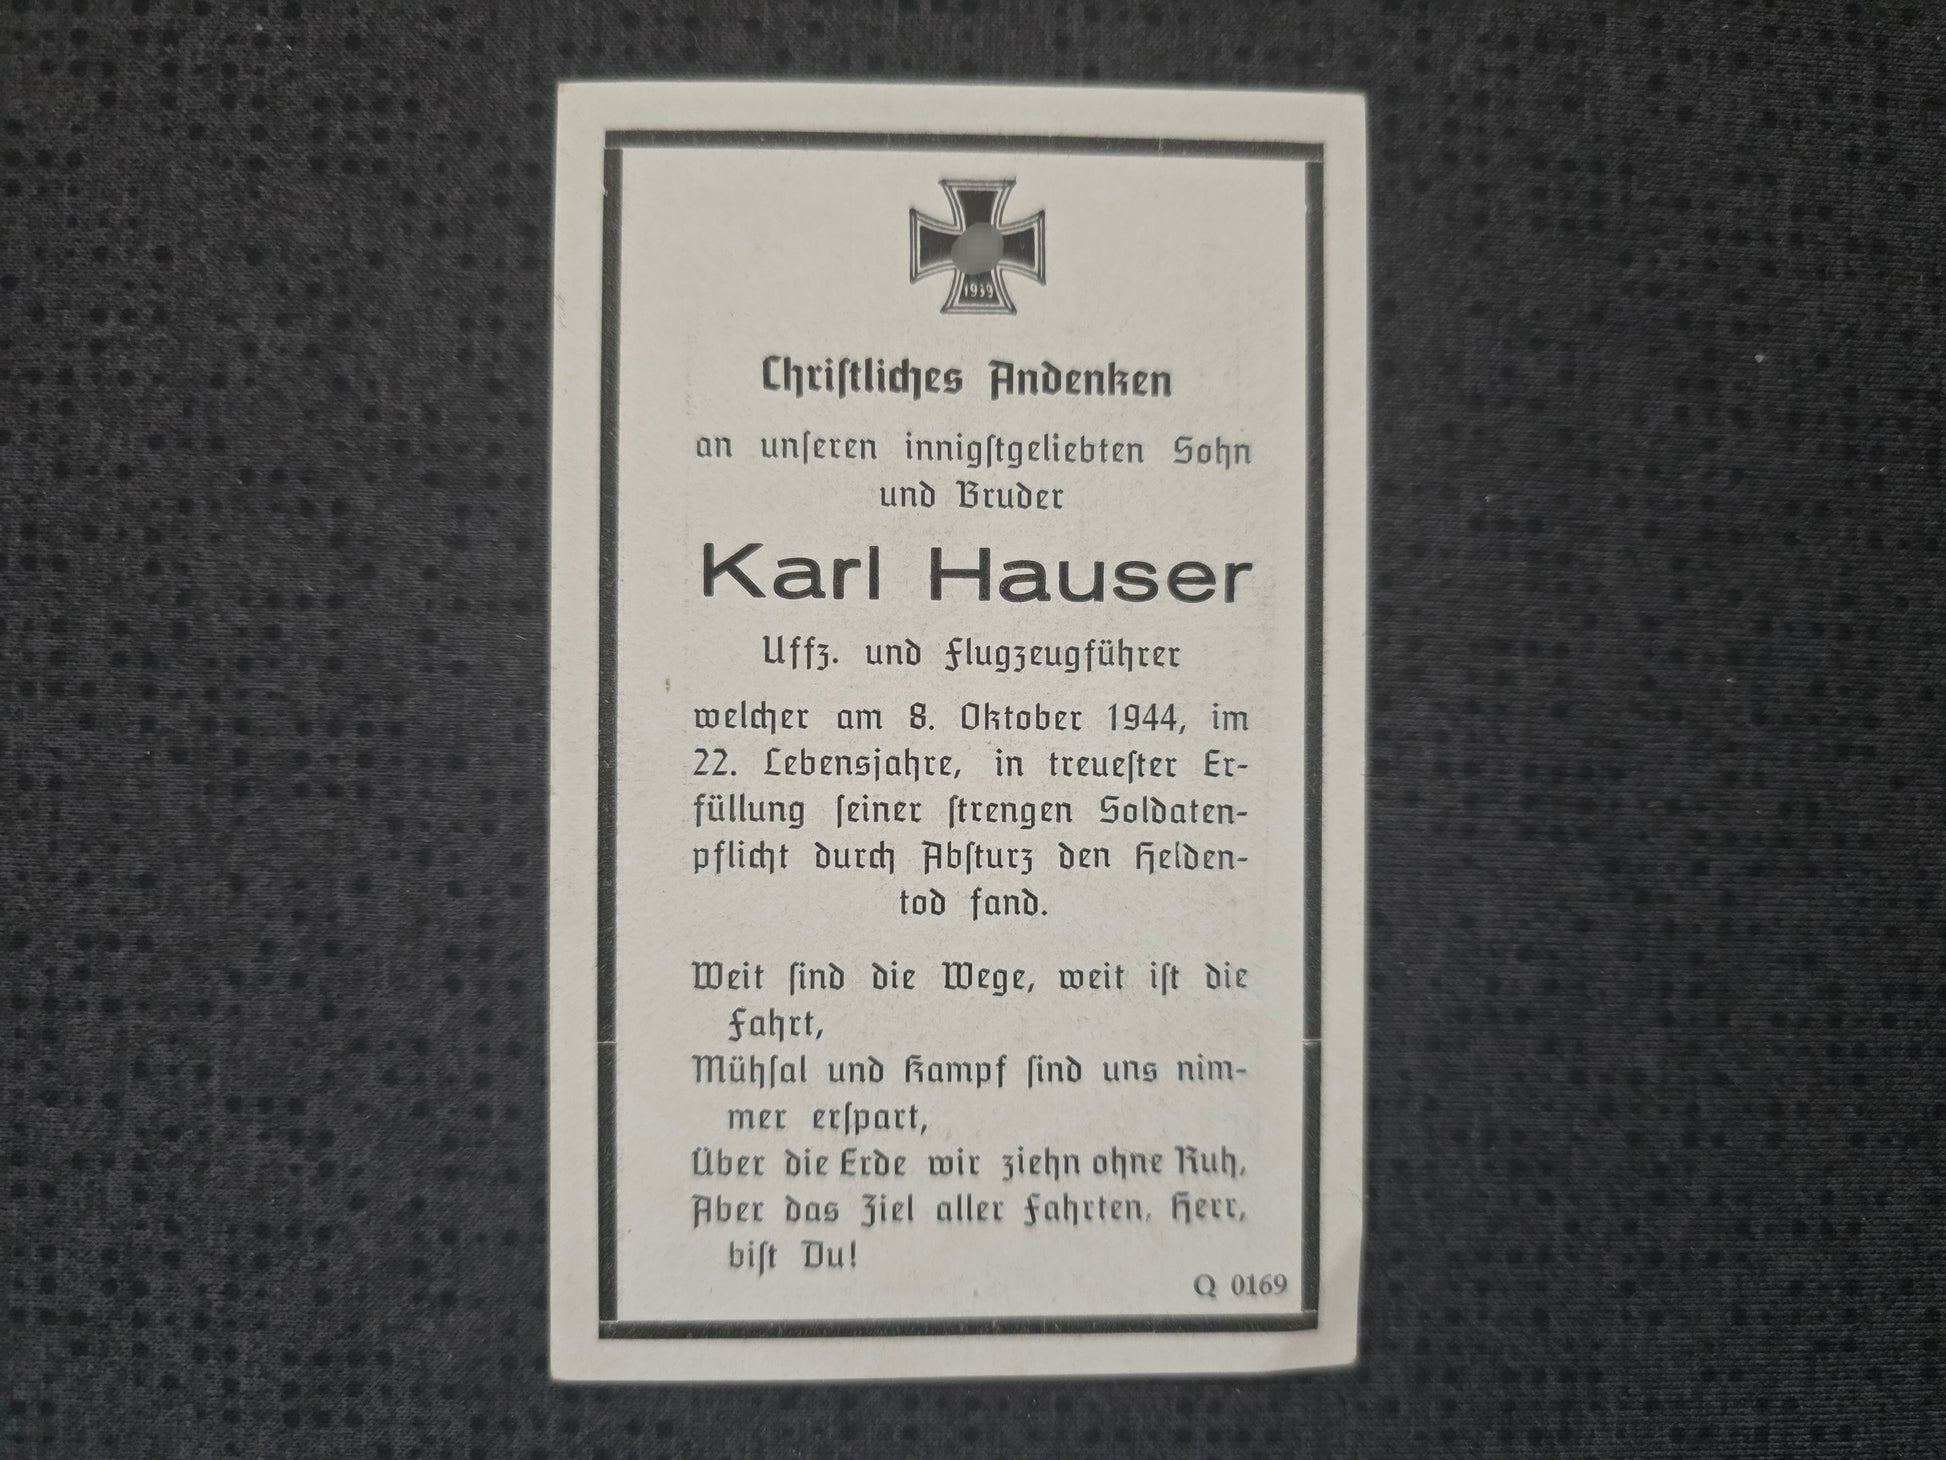 1939
Chriſtliches Andenken
an unſeren innigſtgeliebten Sohn
und Bruder
Karl Hauser
Uffz. und Flugzeugführer
welcher am 8. Oktober 1944, im
22. Lebensjahre, in treueſter Er-
füllung ſeiner ſtrengen Soldaten-
pflicht durch Abſturz den Helden-
tod fand.
Weit ſind die Wege, weit iſt die
Fahrt,
Mühſal und Kampf ſind uns nim-
mer erſpart,
Über die Erde wir ziehn ohne Ruh,
Aber das Ziel aller Fahrten, Herr,
biſt Du!
Q 0169